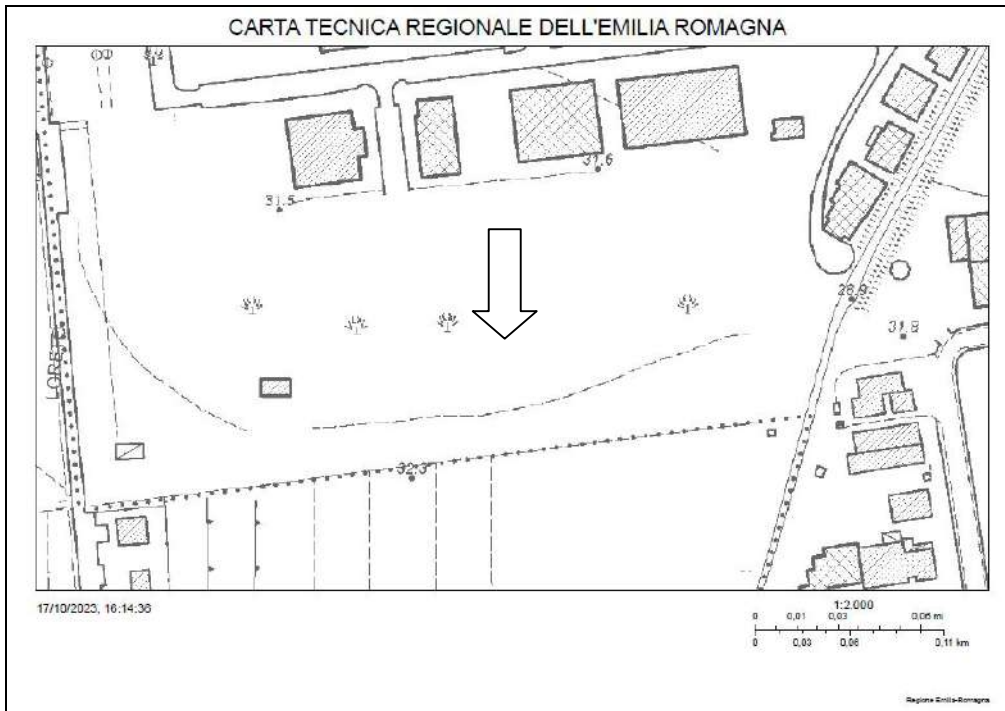 CARTA TECNICA REGIONALE DELL'EMILIA ROMAGNA
31.6
31.5
28.9
31.8
LORETO
32.3
17/10/2023, 16:14:36
1:2.000
0 0,01 0,03 0,06 mi
0 0,03 0,06 0,11 km
Regione Emilia-Romagna